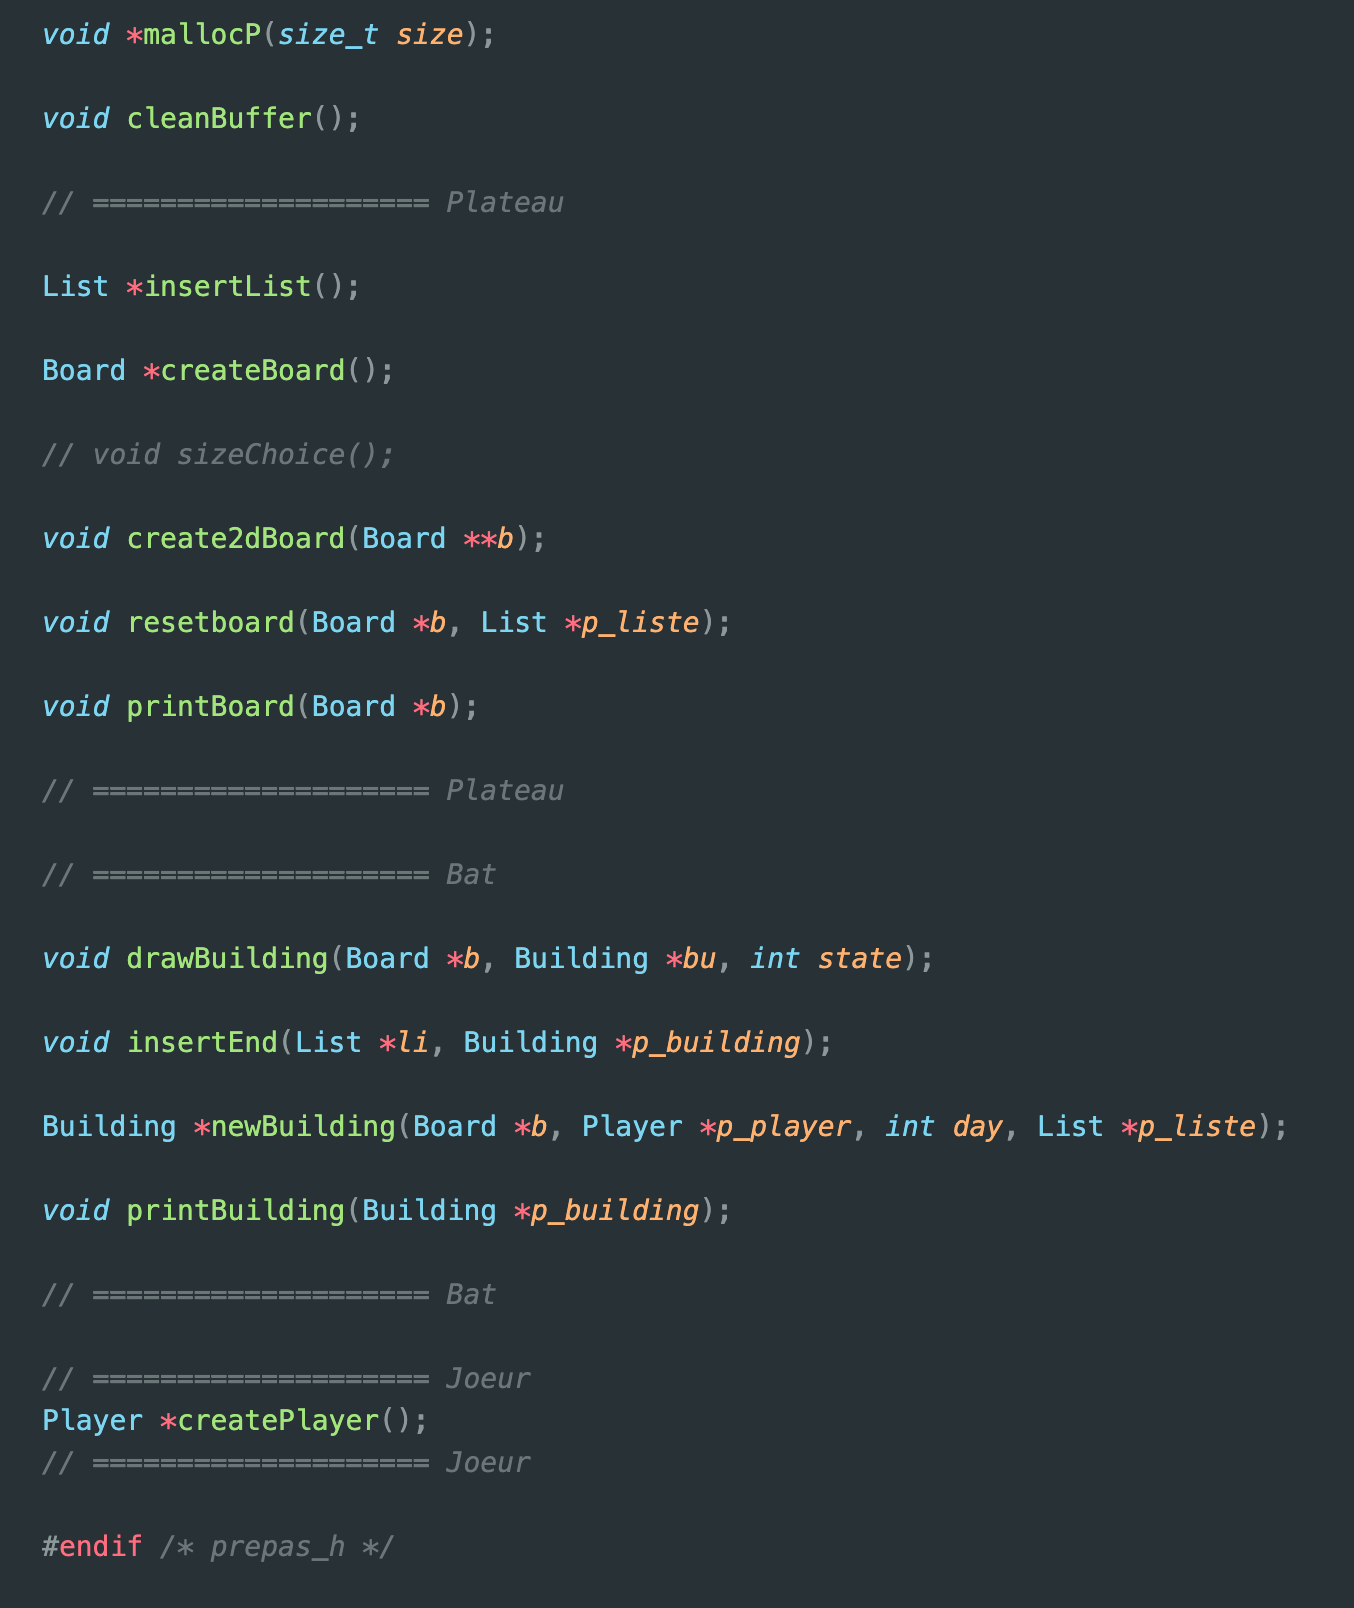 void *mallocP(size_t size);
void cleanBuffer();
// ==================== Plateau
List *insertList();
Board *createBoard();
// void sizeChoice();
void create2dBoard(Board **b);
void resetboard(Board *b, List *p_liste);
void printBoard(Board *b);
// ==================== Plateau
// ==================== Bat
void drawBuilding(Board *b, Building *bu, int state);
void insertEnd(List *li, Building *p_building);
Building *newBuilding(Board *b, Player *p_player, int day, List *p_liste);
void printBuilding(Building *p_building);
// ==================== Bat
// ==================== Joeur
Player *createPlayer();
// ==================== Joeur
#endif /* prepas_h */